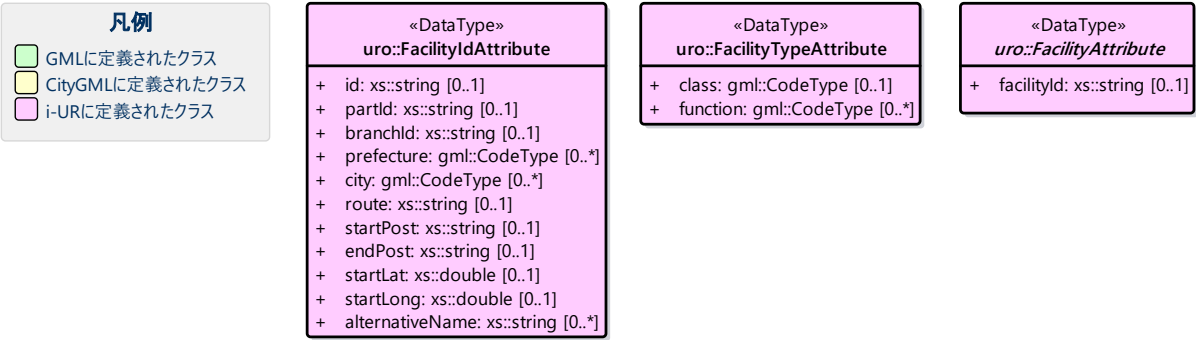 凡例
GMLに定義されたクラス
CityGMLに定義されたクラス
i-URに定義されたクラス
«DataType»
uro::FacilityIdAttribute
+ id: xs::string [0..1]
+ partId: xs::string [0..1]
+ branchId: xs::string [0..1]
+ prefecture: gml::CodeType [0..*]
+ city: gml::CodeType [0..*]
+ route: xs::string [0..1]
+ startPost: xs::string [0..1]
+ endPost: xs::string [0..1]
+ startLat: xs::double [0..1]
+ startLong: xs::double [0..1]
+ alternativeName: xs::string [0..*]
«DataType»
uro::FacilityTypeAttribute
+ class: gml::CodeType [0..1]
+ function: gml::CodeType [0..*]
«DataType»
uro::FacilityAttribute
+ facilityId: xs::string [0..1]